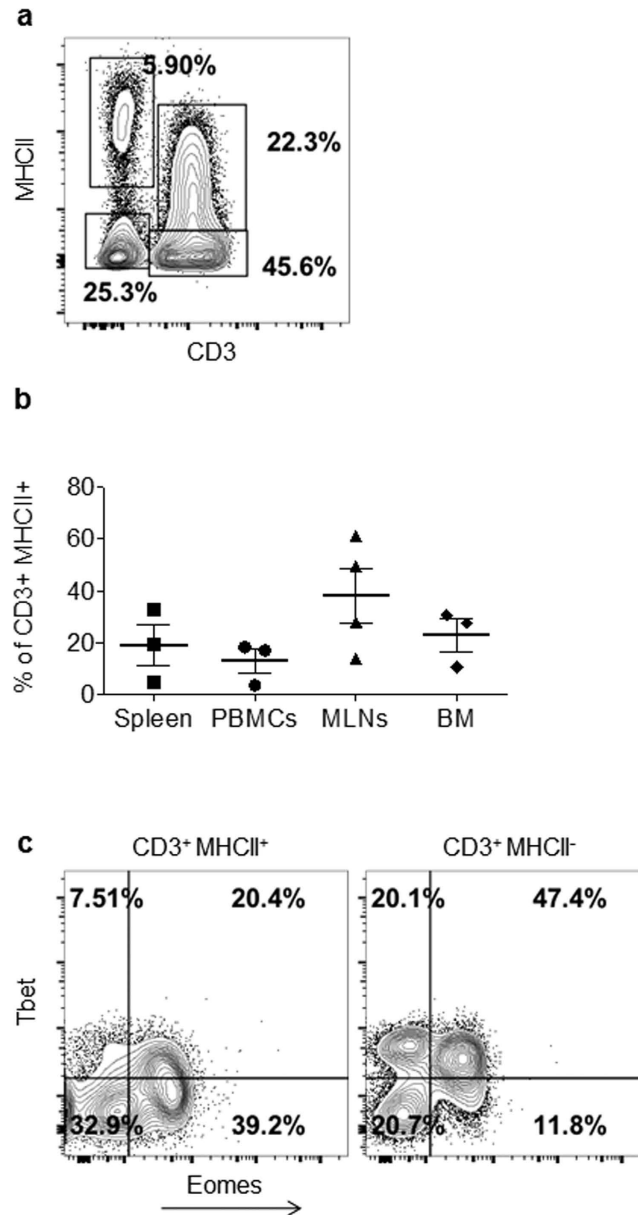 a
5.90%
MHCII
22.3%
45.6%
25.3%
CD3
b
% of CD3+ MHCII+
80
60
40
20
0
Spleen PBMCs MLNs BM
c
CD3⁺ MHCII⁺ CD3⁺ MHCII⁻
7.51% 20.4% 20.1% 47.4%
Tbet
32.9% 39.2% 20.7% 11.8%
Eomes